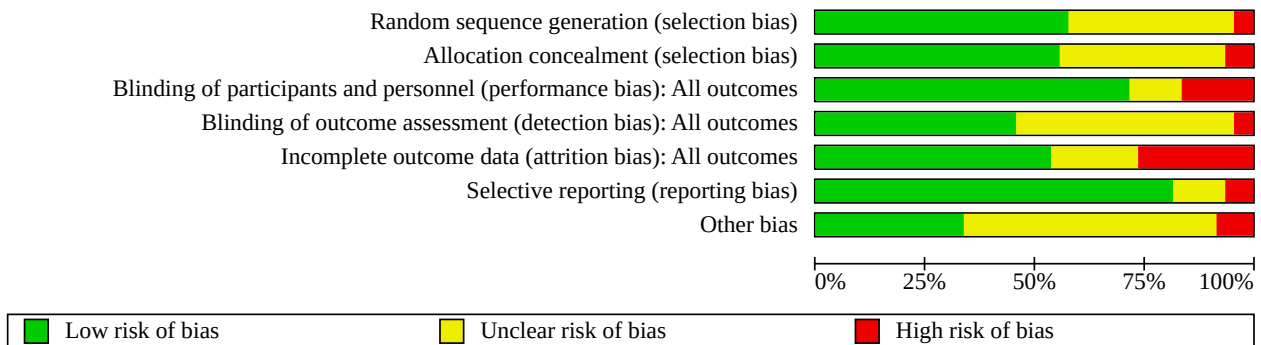 Random sequence generation (selection bias)
Allocation concealment (selection bias)
Blinding of participants and personnel (performance bias): All outcomes
Blinding of outcome assessment (detection bias): All outcomes
Incomplete outcome data (attrition bias): All outcomes
Selective reporting (reporting bias)
Other bias
0% 25% 50% 75% 100%
Low risk of bias Unclear risk of bias High risk of bias